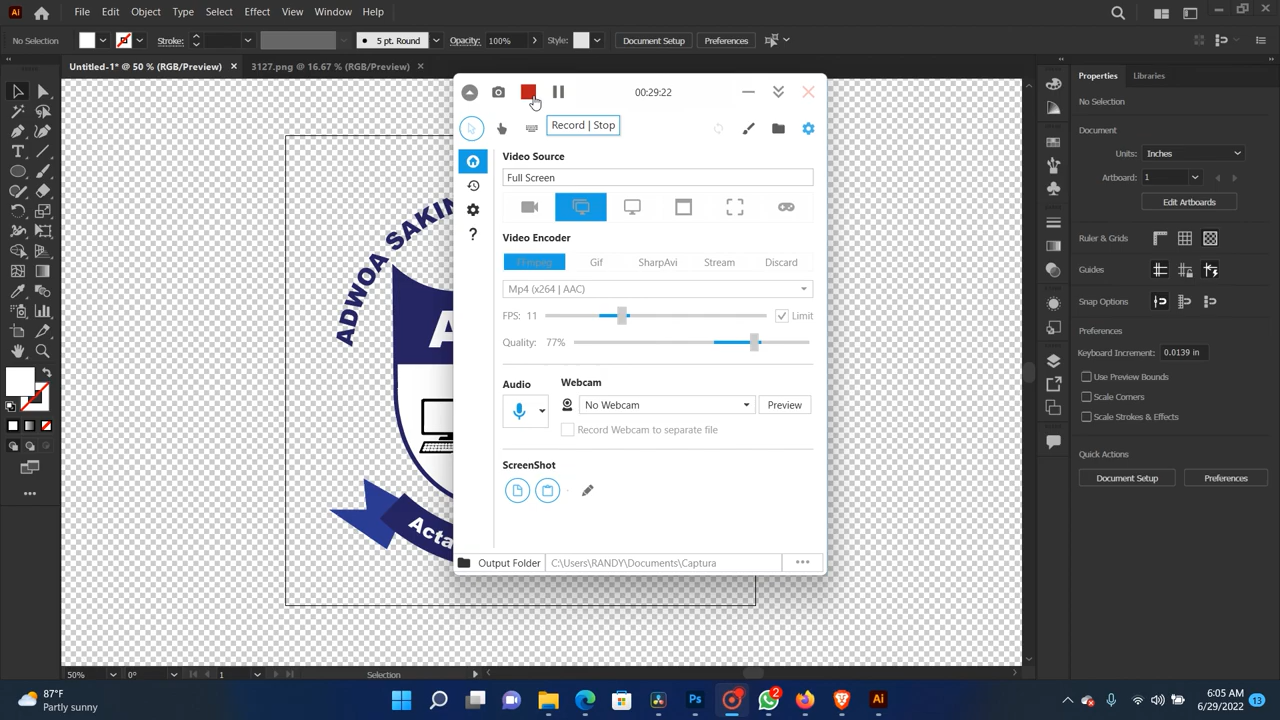 Ai File Edit Object Type Select Effect View Window Help
No Selection Stroke: 5 pt. Round Opacity: 100% Style: Document Setup Preferences
Untitled-1* @ 50 % (RGB/Preview) × 3127.png @ 16.67 % (RGB/Preview) ×
00:29:22
Record | Stop
Video Source
Full Screen
Video Encoder
FFmpeg Gif SharpAvi Stream Discard
Mp4 (x264 | AAC)
FPS: 11 Limit
Quality: 77%
Audio
Webcam
No Webcam Preview
Record Webcam to separate file
ScreenShot
Output Folder C:\Users\RANDY\Documents\Captura
ADWOA SAKIN
Acta
Properties Libraries
No Selection
Document
Units: Inches
Artboard: 1
Edit Artboards
Ruler & Grids
Guides
Snap Options
Preferences
Keyboard Increment: 0.0139 in
Use Preview Bounds
Scale Corners
Scale Strokes & Effects
Quick Actions
Document Setup Preferences
50% 0° 1 Selection
87°F
Partly sunny
Ps 2 Ai
6:05 AM
6/29/2022 13